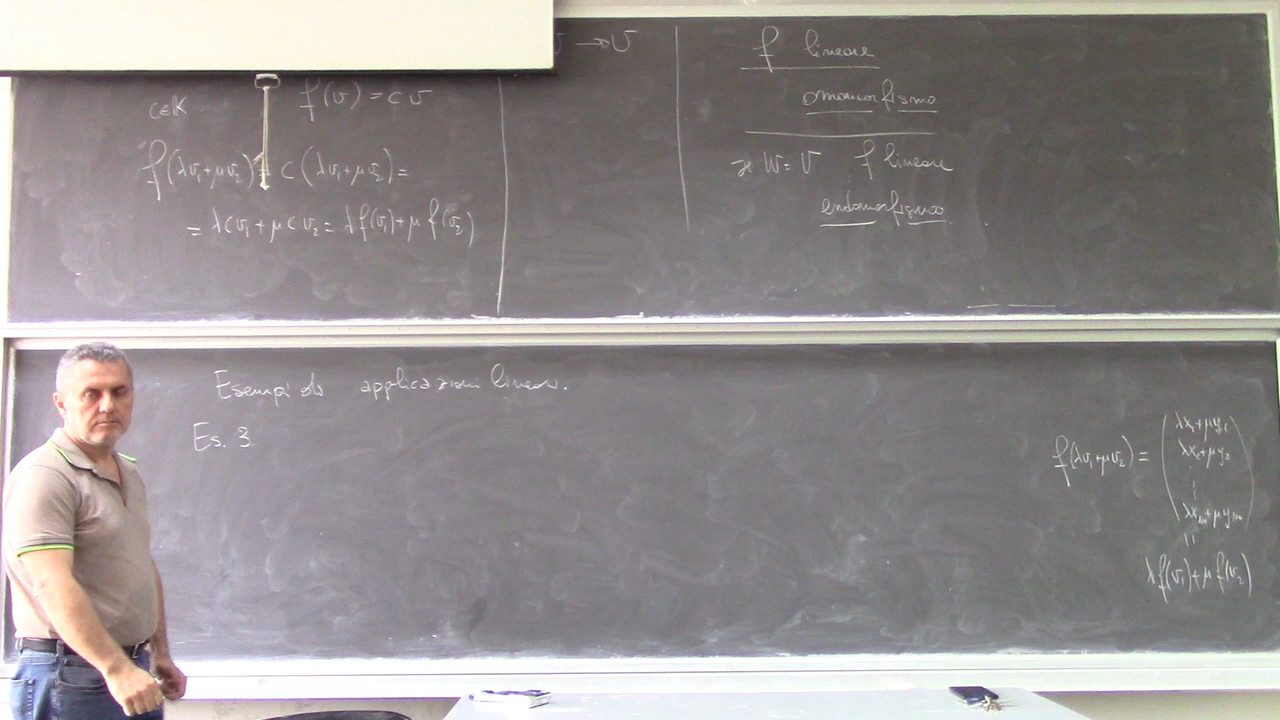 c∈K
f(v) = c v
f(λv₁+μv₂) = c(λv₁+μv₂) =
= λcv₁+μcv₂ = λf(v₁)+μf(v₂)
→ V
f lineare
omomorfismo
se W=V f lineare
endomorfismo
Esempi di applicazioni lineari.
Es. 3
f(λv₁+μv₂) =
λx₁+μy₁
λx₂+μy₂
⋮
λxₘ+μyₘ
||
λf(v₁)+μf(v₂)